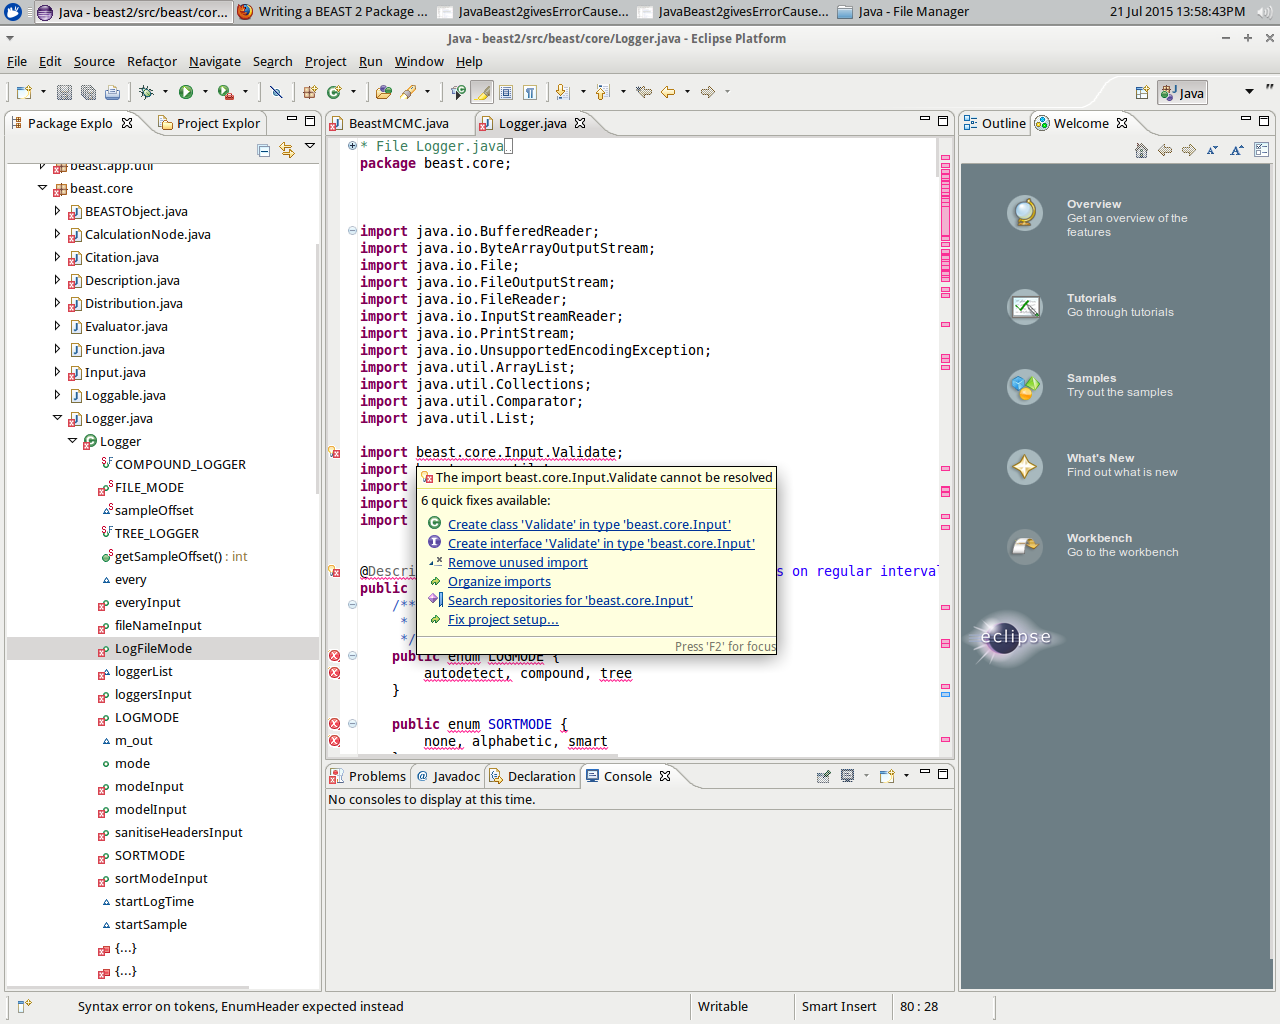 Java - beast2/src/beast/cor...
Writing a BEAST 2 Package ...
JavaBeast2givesErrorCause...
JavaBeast2givesErrorCause...
Java - File Manager
21 Jul 2015 13:58:43PM
Java - beast2/src/beast/core/Logger.java - Eclipse Platform
File Edit Source Refactor Navigate Search Project Run Window Help
Java
Package Explo
Project Explor
beast.app.util
beast.core
BEASTObject.java
CalculationNode.java
Citation.java
Description.java
Distribution.java
Evaluator.java
Function.java
Input.java
Loggable.java
Logger.java
Logger
COMPOUND_LOGGER
FILE_MODE
sampleOffset
TREE_LOGGER
getSampleOffset() : int
every
everyInput
fileNameInput
LogFileMode
loggerList
loggersInput
LOGMODE
m_out
mode
modeInput
modelInput
sanitiseHeadersInput
SORTMODE
sortModeInput
startLogTime
startSample
{...}
{...}
BeastMCMC.java
Logger.java
* File Logger.java
package beast.core;
import java.io.BufferedReader;
import java.io.ByteArrayOutputStream;
import java.io.File;
import java.io.FileOutputStream;
import java.io.FileReader;
import java.io.InputStreamReader;
import java.io.PrintStream;
import java.io.UnsupportedEncodingException;
import java.util.ArrayList;
import java.util.Collections;
import java.util.Comparator;
import java.util.List;
import beast.core.Input.Validate;
import
import
import
import
The import beast.core.Input.Validate cannot be resolved
6 quick fixes available:
Create class 'Validate' in type 'beast.core.Input'
Create interface 'Validate' in type 'beast.core.Input'
Remove unused import
Organize imports
Search repositories for 'beast.core.Input'
Fix project setup...
Press 'F2' for focus
@Descri s on regular interva
public
/**
*
*/
public enum LOGMODE {
autodetect, compound, tree
}
public enum SORTMODE {
none, alphabetic, smart
Problems
@ Javadoc
Declaration
Console
No consoles to display at this time.
Outline
Welcome
Overview
Get an overview of the
features
Tutorials
Go through tutorials
Samples
Try out the samples
What's New
Find out what is new
Workbench
Go to the workbench
eclipse
Syntax error on tokens, EnumHeader expected instead
Writable
Smart Insert
80 : 28